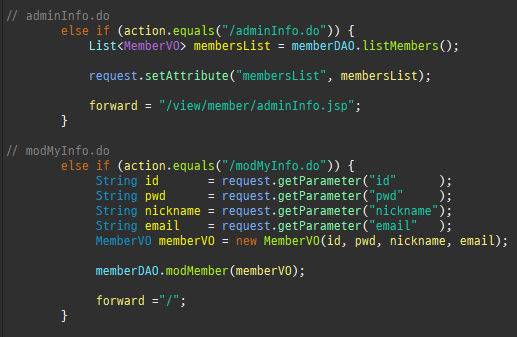 // adminInfo.do
        else if (action.equals("/adminInfo.do")) {
            List<MemberVO> membersList = memberDAO.listMembers();
            request.setAttribute("membersList", membersList);
            forward = "/view/member/adminInfo.jsp";
        }
// modMyInfo.do
        else if (action.equals("/modMyInfo.do")) {
             String id       = request.getParameter("id"      );
             String pwd      = request.getParameter("pwd"     );
             String nickname = request.getParameter("nickname");
             String email    = request.getParameter("email"   );
             MemberVO memberVO = new MemberVO(id, pwd, nickname, email);
             memberDAO.modMember(memberVO);
             forward ="/";
        }